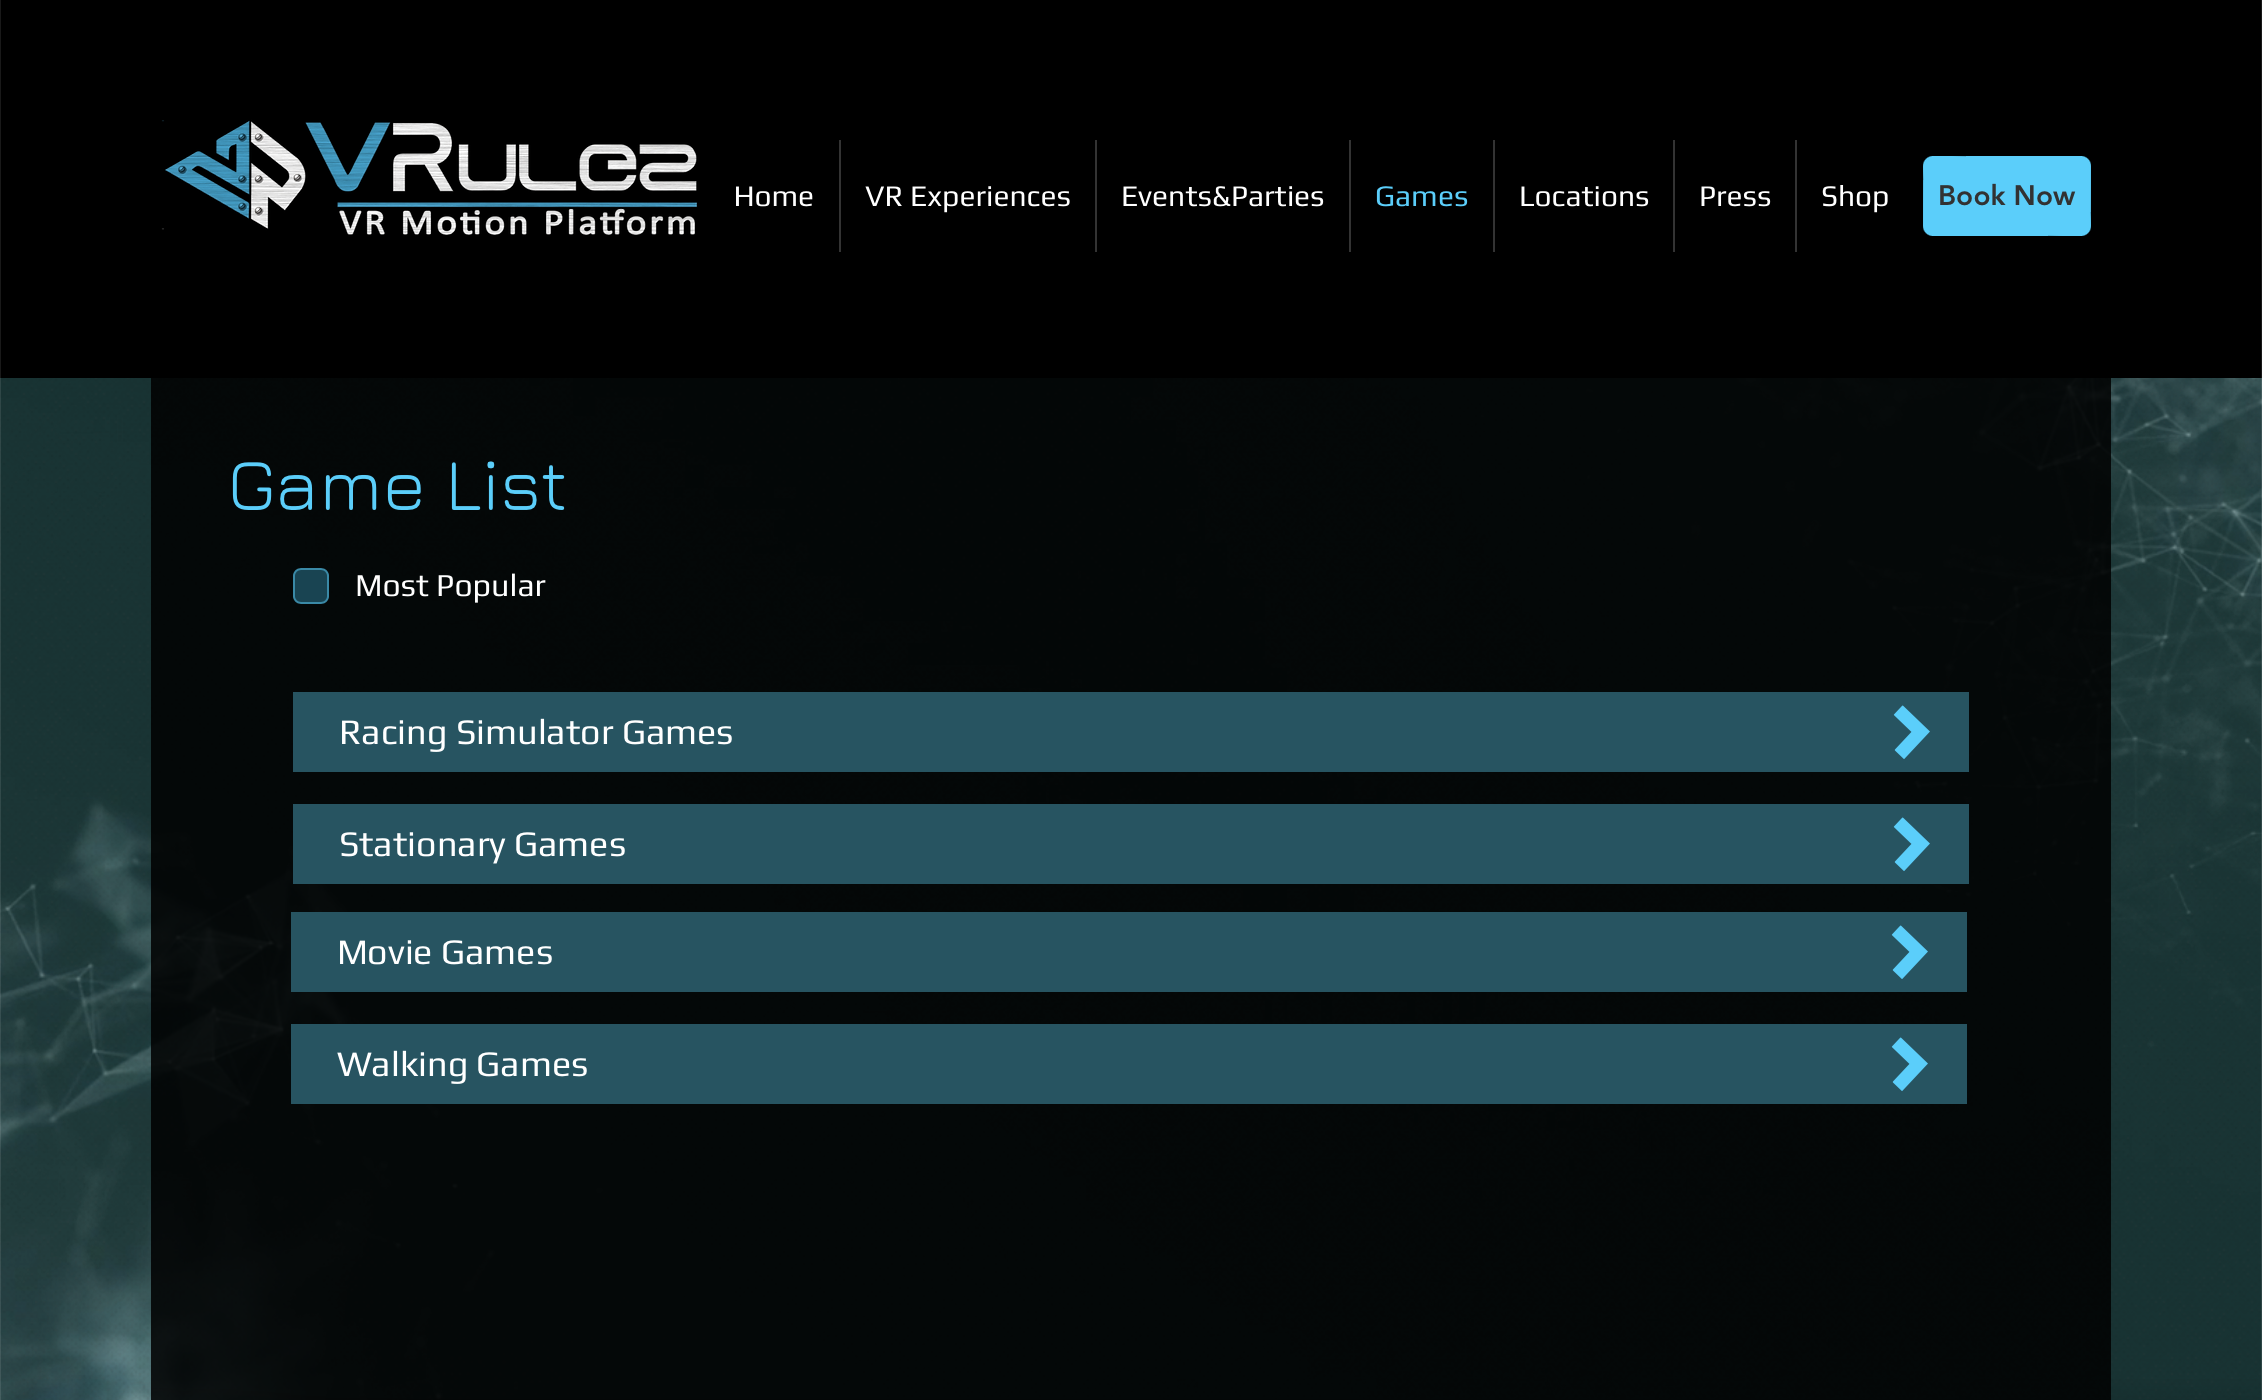 VRulez
VR Motion Platform
Home
VR Experiences
Events&Parties
Games
Locations
Press
Shop
Book Now
Game List
Most Popular
Racing Simulator Games
Stationary Games
Movie Games
Walking Games